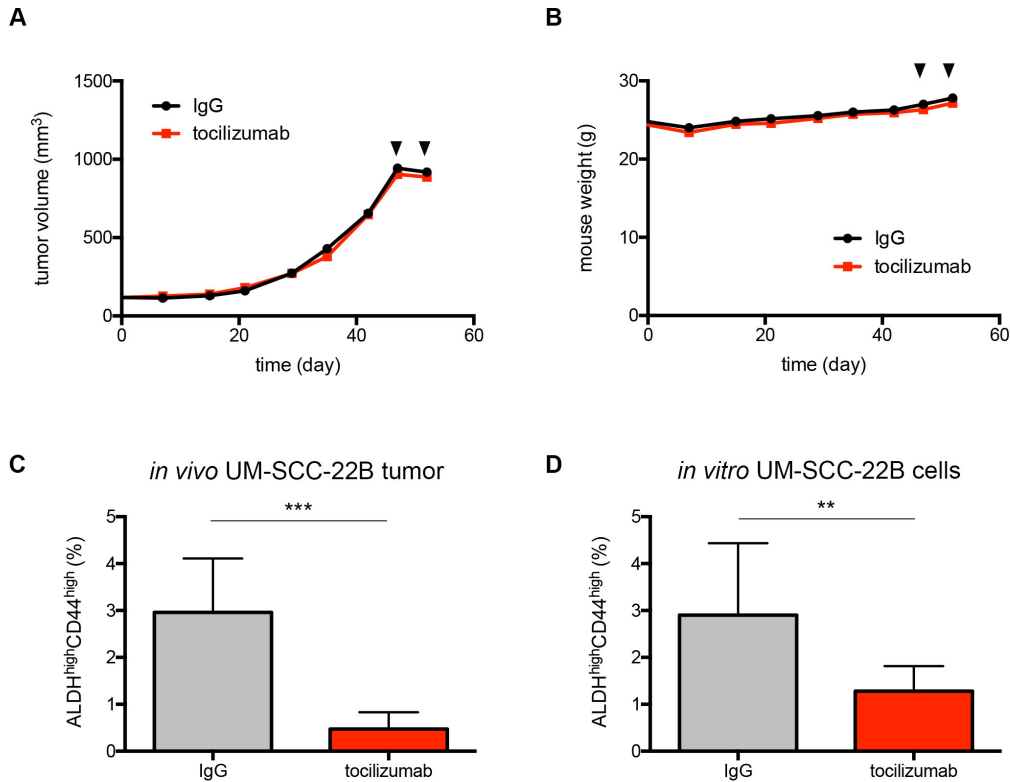 A
1500
1000
500
0
0 20 40 60
tumor volume (mm³)
time (day)
IgG
tocilizumab
B
30
20
10
0
0 20 40 60
mouse weight (g)
time (day)
IgG
tocilizumab
C
in vivo UM-SCC-22B tumor
***
5
4
3
2
1
0
ALDHhighCD44high (%)
IgG tocilizumab
D
in vitro UM-SCC-22B cells
**
5
4
3
2
1
0
ALDHhighCD44high (%)
IgG tocilizumab